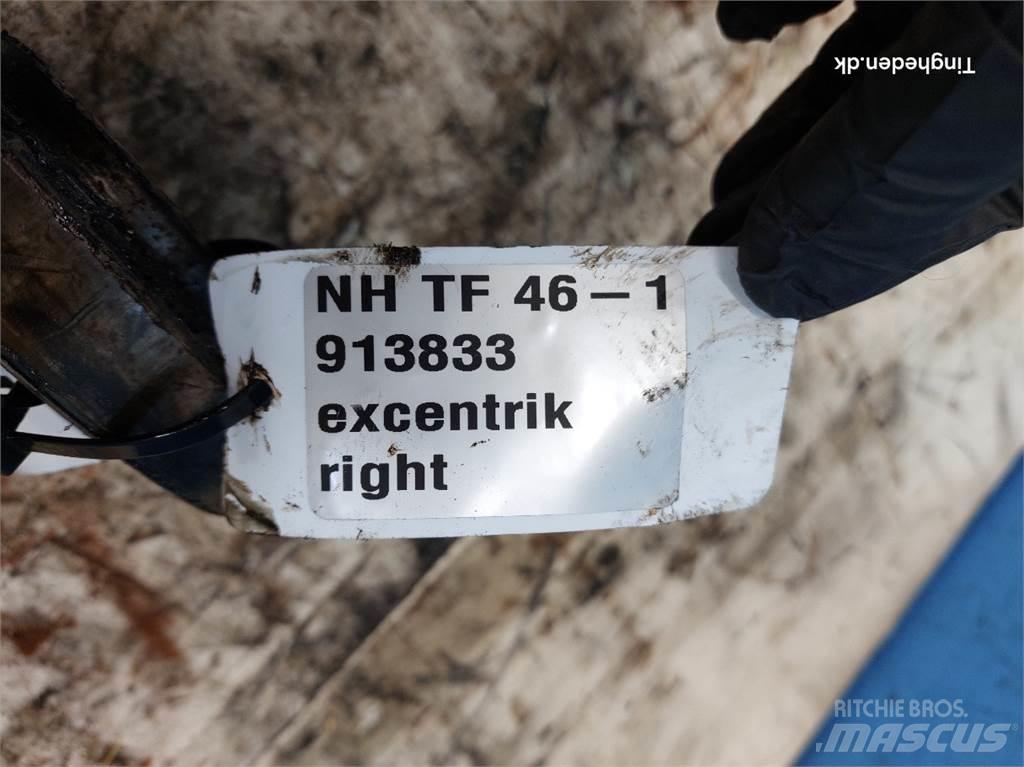 Tingheden.dk
NH TF 46-1
913833
excentrik
right
RITCHIE BROS.
MASCUS